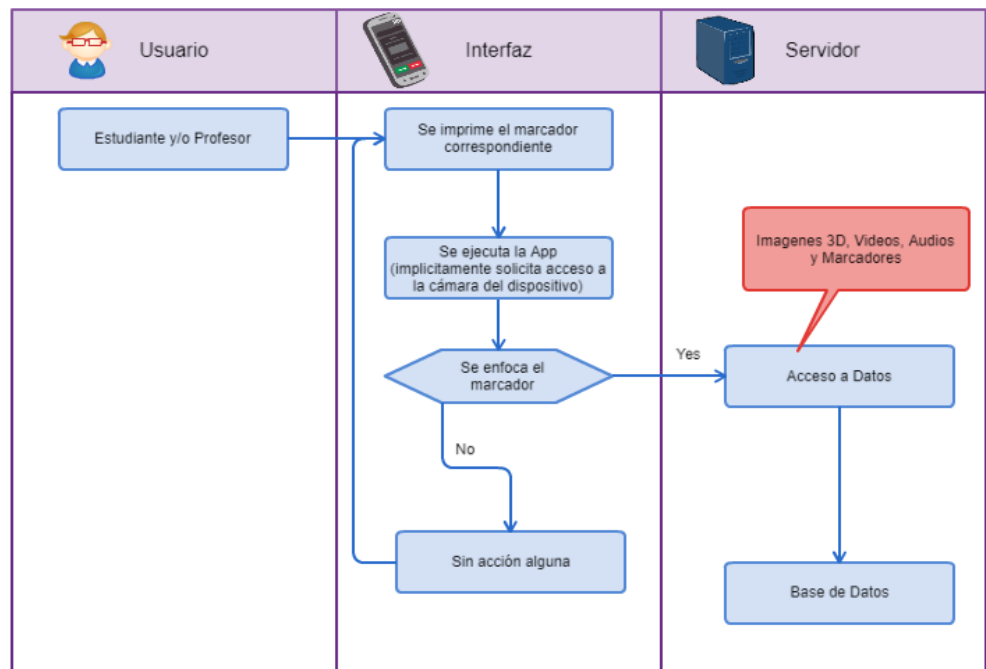 Usuario
Interfaz
Servidor
Estudiante y/o Profesor
Se imprime el marcador
correspondiente
Se ejecuta la App
(implicitamente solicita acceso a
la cámara del dispositivo)
Imagenes 3D, Videos, Audios
y Marcadores
Se enfoca el
marcador
Yes
Acceso a Datos
No
Sin acción alguna
Base de Datos